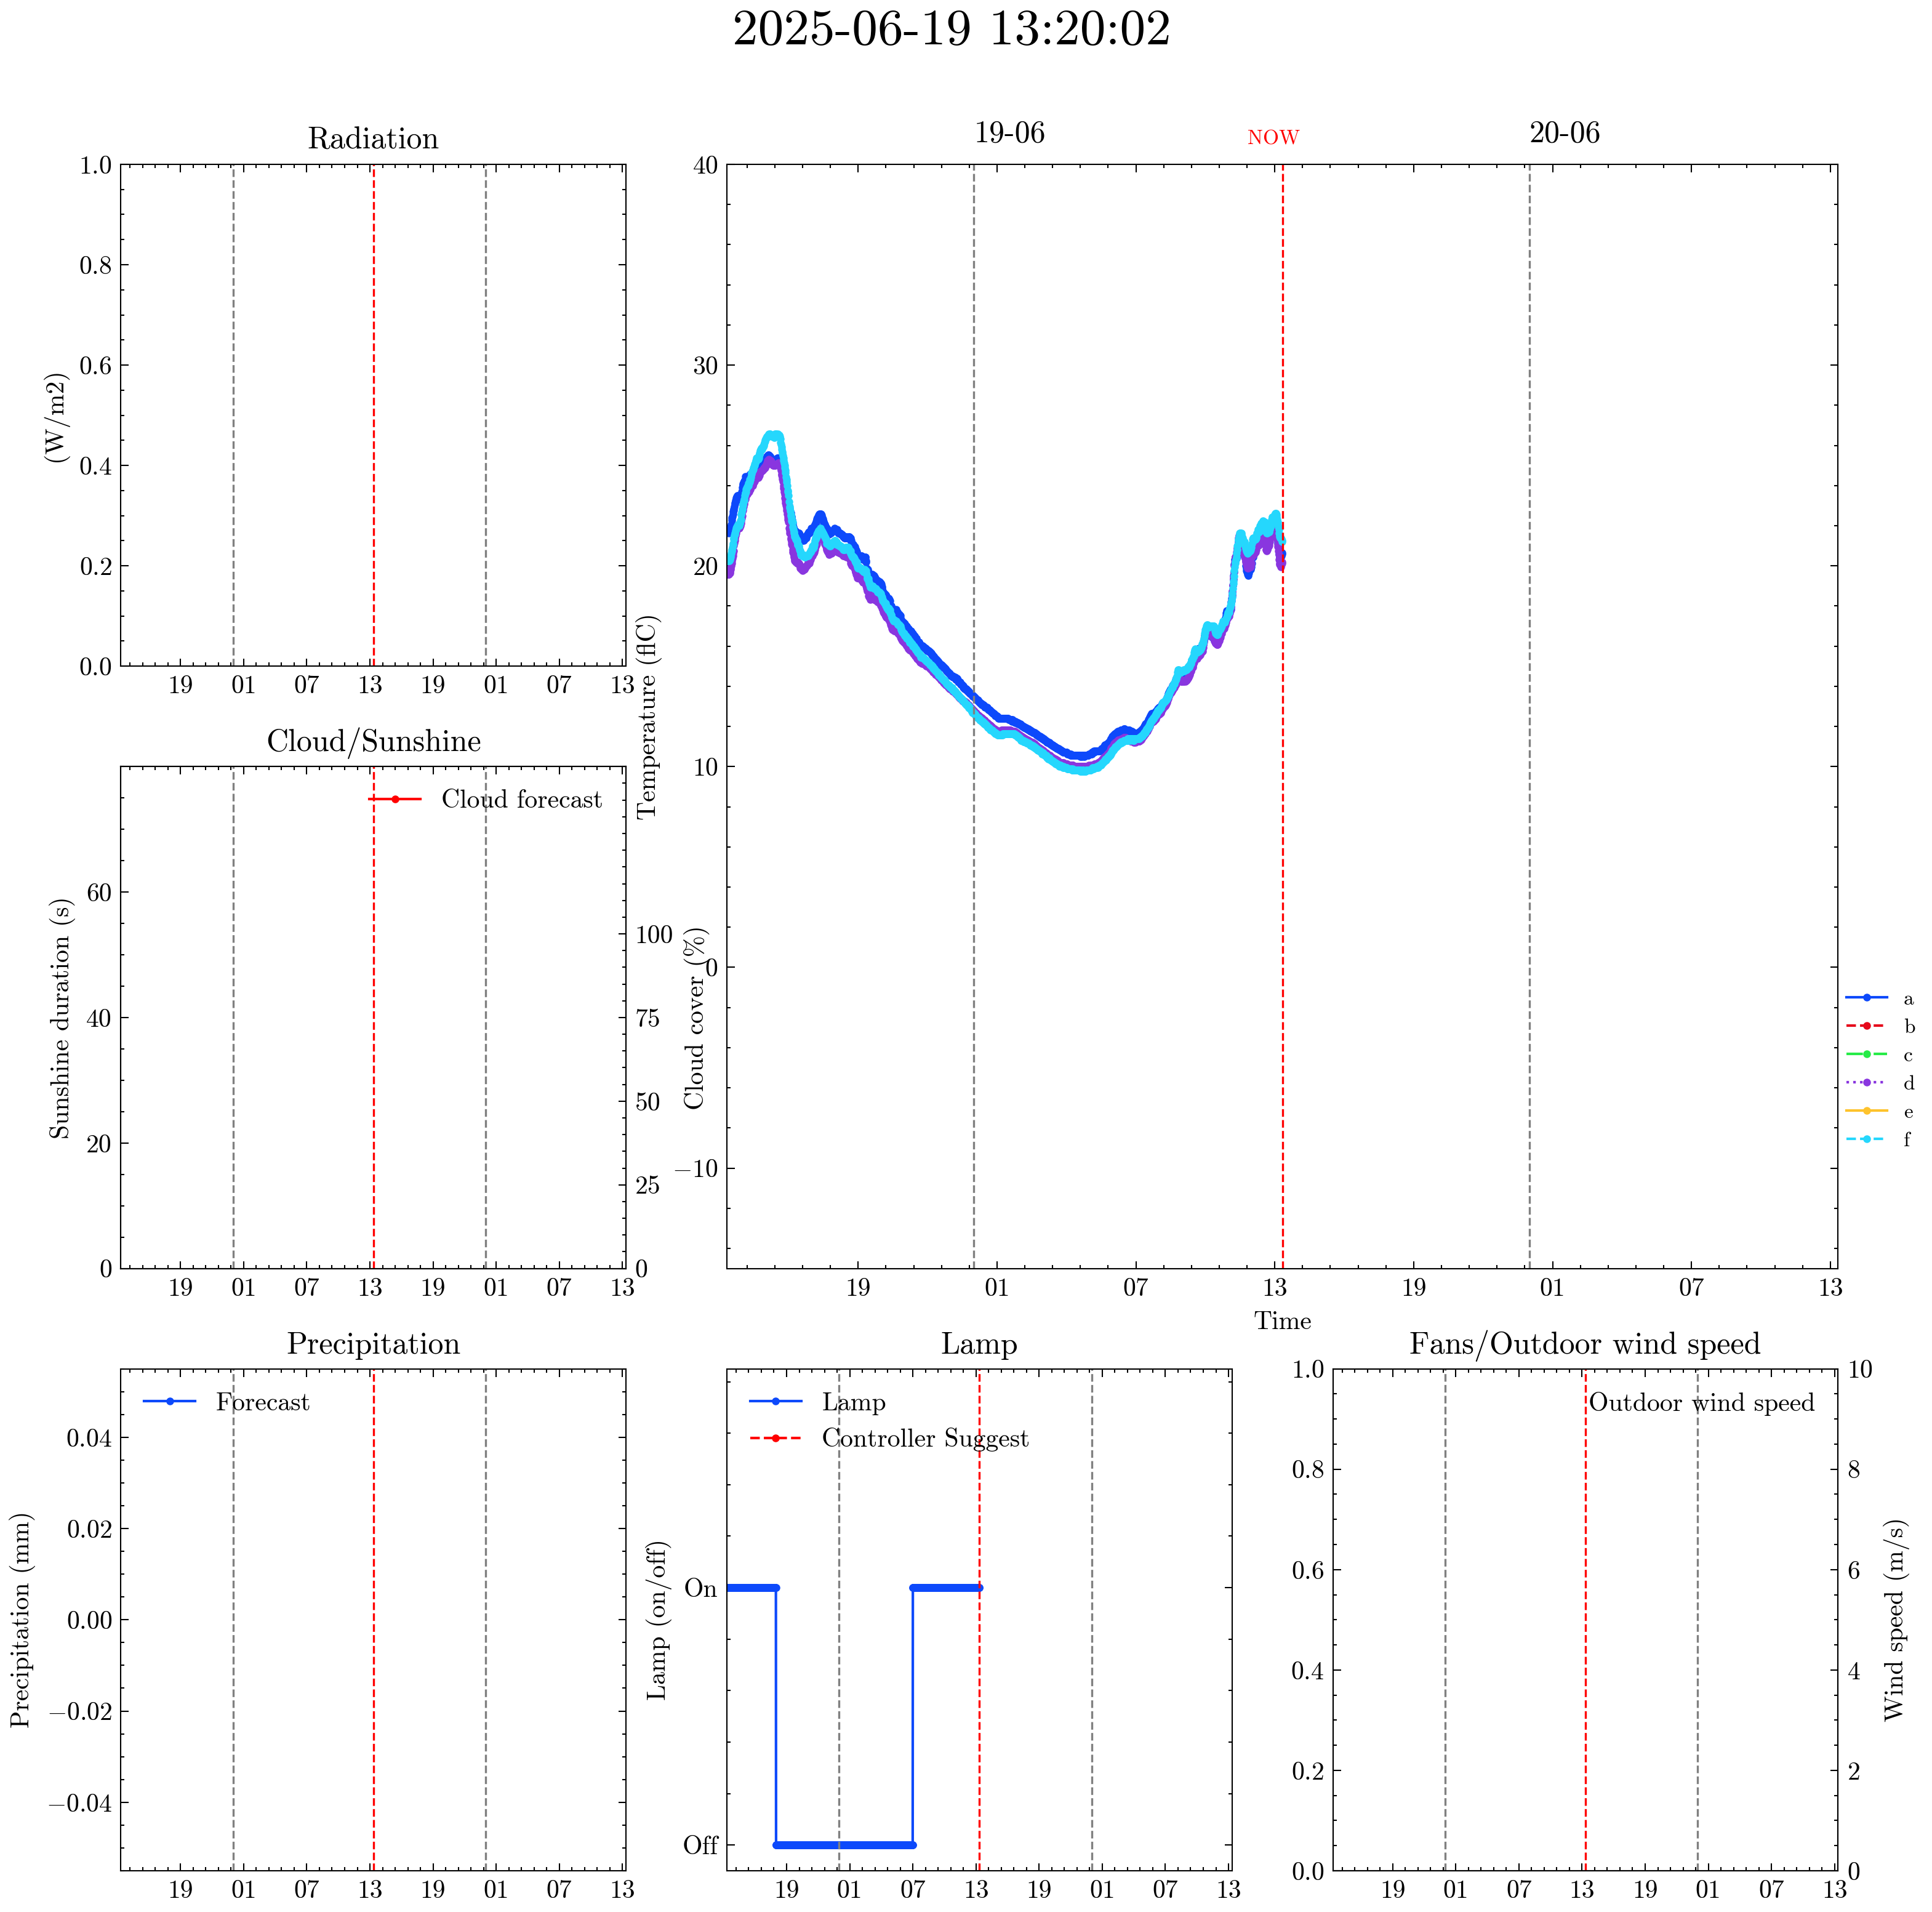 2025-06-19 13:20:02
Radiation
(W/m2)
1.0
0.8
0.6
0.4
0.2
0.0
19 01 07 13 19 01 07 13
19-06 NOW 20-06
Temperature (flC)
40
30
20
10
0
−10
19 01 07 13 19 01 07 13
Time
a
b
c
d
e
f
Cloud/Sunshine
Cloud forecast
Sunshine duration (s)
60
40
20
0
Cloud cover (%)
100
75
50
25
0
19 01 07 13 19 01 07 13
Precipitation
Forecast
Precipitation (mm)
0.04
0.02
0.00
−0.02
−0.04
19 01 07 13 19 01 07 13
Lamp
Lamp
Controller Suggest
Lamp (on/off)
On
Off
19 01 07 13 19 01 07 13
Fans/Outdoor wind speed
Outdoor wind speed
1.0
0.8
0.6
0.4
0.2
0.0
10
8
6
4
2
0
Wind speed (m/s)
19 01 07 13 19 01 07 13